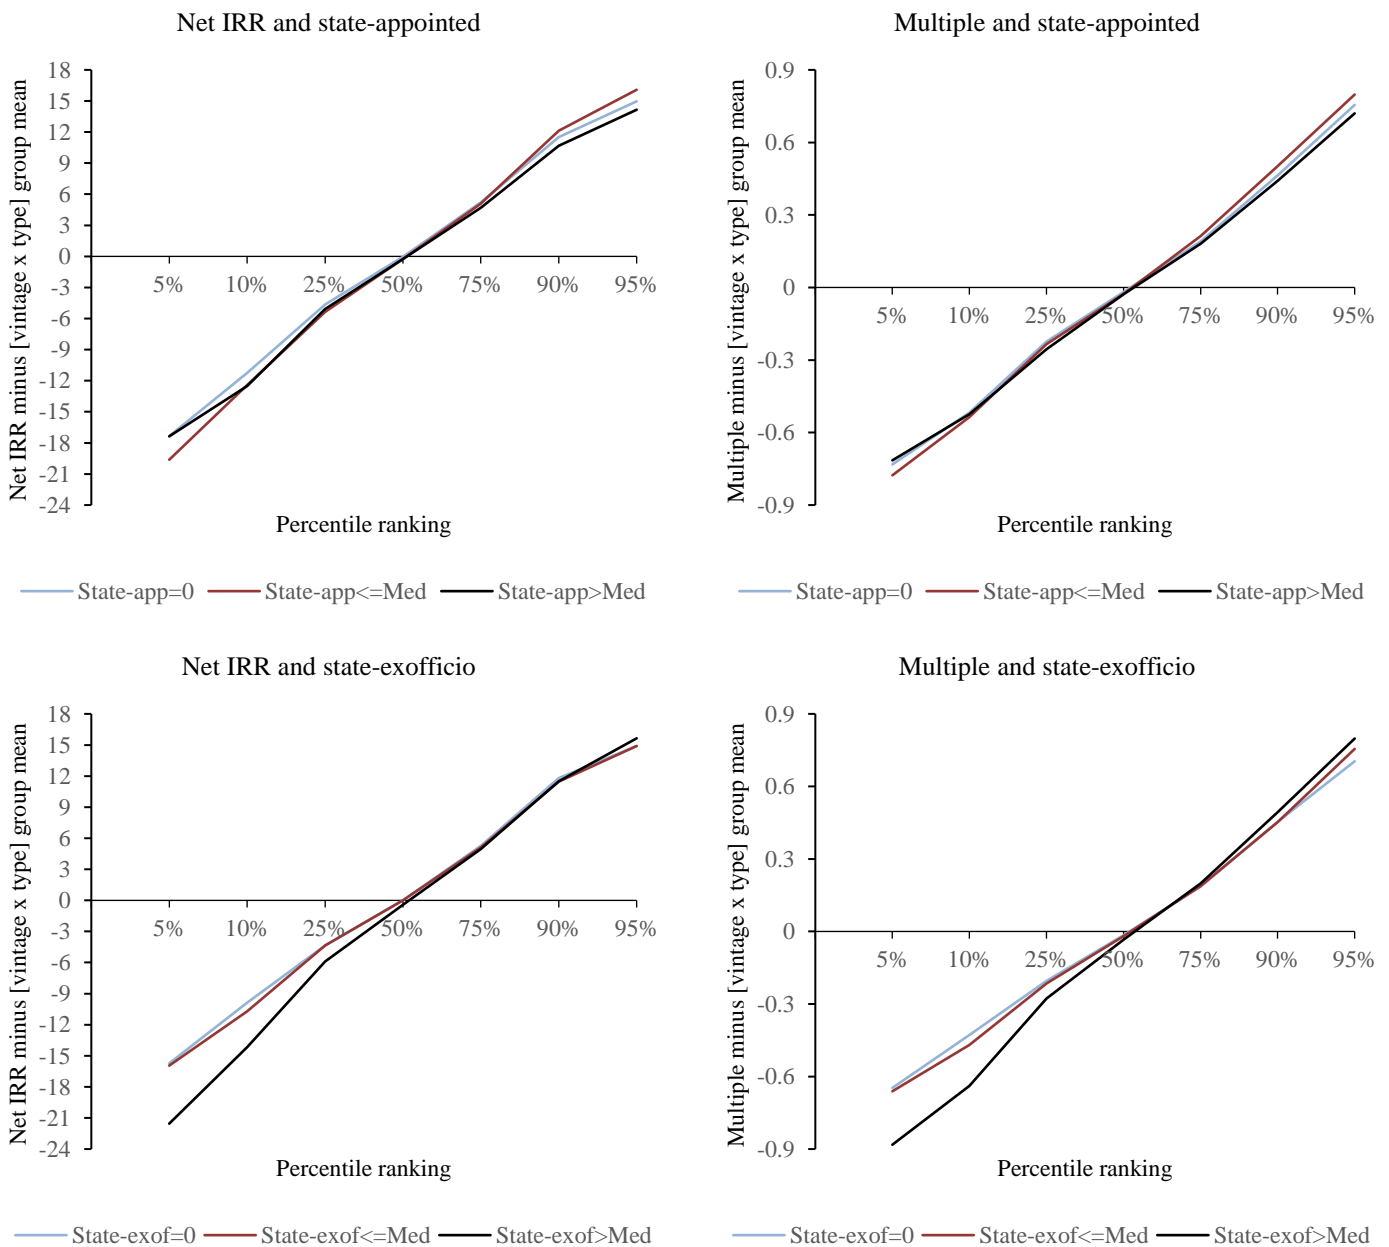 Net IRR and state-appointed
Net IRR minus [vintage x type] group mean
18
15
12
9
6
3
0
-3
-6
-9
-12
-15
-18
-21
-24
5% 10% 25% 50% 75% 90% 95%
Percentile ranking
State-app=0 State-app<=Med State-app>Med
Multiple and state-appointed
Multiple minus [vintage x type] group mean
0.9
0.6
0.3
0
-0.3
-0.6
-0.9
5% 10% 25% 50% 75% 90% 95%
Percentile ranking
State-app=0 State-app<=Med State-app>Med
Net IRR and state-exofficio
Net IRR minus [vintage x type] group mean
18
15
12
9
6
3
0
-3
-6
-9
-12
-15
-18
-21
-24
5% 10% 25% 50% 75% 90% 95%
Percentile ranking
State-exof=0 State-exof<=Med State-exof>Med
Multiple and state-exofficio
Multiple minus [vintage x type] group mean
0.9
0.6
0.3
0
-0.3
-0.6
-0.9
5% 10% 25% 50% 75% 90% 95%
Percentile ranking
State-exof=0 State-exof<=Med State-exof>Med